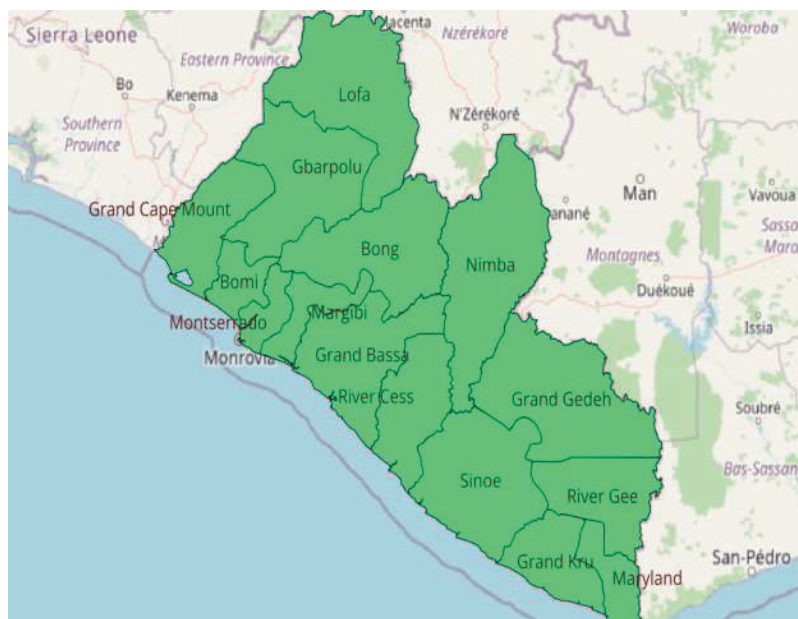 Macenta
Sierra Leone
Nzérékoré
Woroba
Eastern Province
Bo
Kenema
Lofa
N'Zérékoré
Southern
Province
Gbarpolu
Man
Vavoua
Grand Cape Mount
anané
Sassa
Mara
Bong
Nimba
Montagnes
Bomi
Duékoué
Montserrado
Margibi
Issia
Monrovia
Grand Bassa
River Cess
Grand Gedeh
Soubré
Bas-Sassan
Sinoe
River Gee
Grand Kru
San-Pédro
Maryland